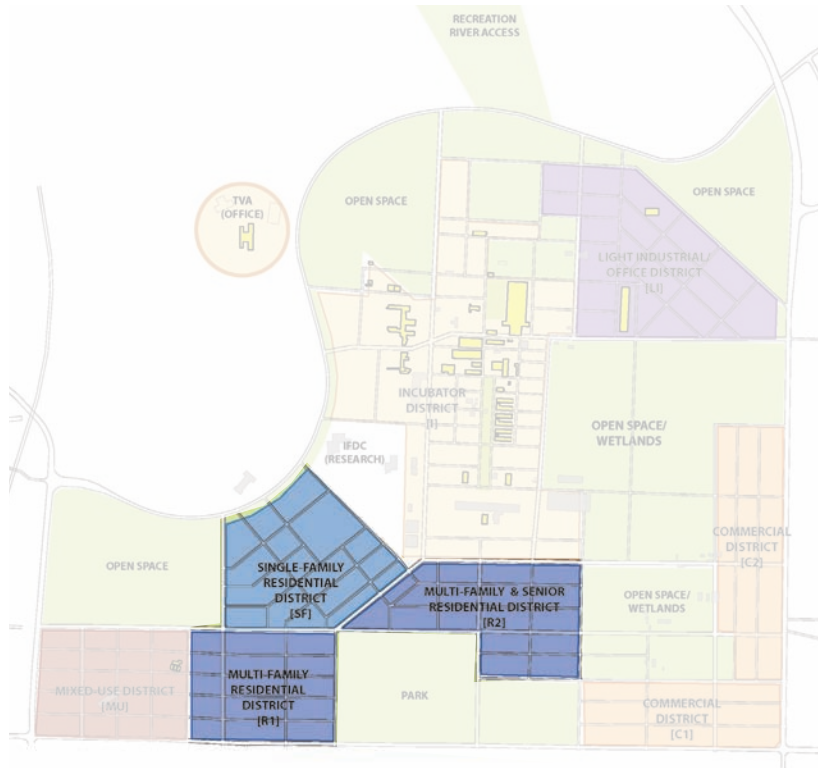 RECREATION
RIVER ACCESS
TVA
(OFFICE)
OPEN SPACE
OPEN SPACE
LIGHT INDUSTRIAL/
OFFICE DISTRICT
[LI]
INCUBATOR
DISTRICT
[I]
OPEN SPACE/
WETLANDS
IFDC
(RESEARCH)
COMMERCIAL
DISTRICT
[C2]
OPEN SPACE
SINGLE-FAMILY
RESIDENTIAL
DISTRICT
[SF]
MULTI-FAMILY & SENIOR
RESIDENTIAL DISTRICT
[R2]
OPEN SPACE/
WETLANDS
MIXED-USE DISTRICT
[MU]
MULTI-FAMILY
RESIDENTIAL
DISTRICT
[R1]
PARK
COMMERCIAL
DISTRICT
[C1]